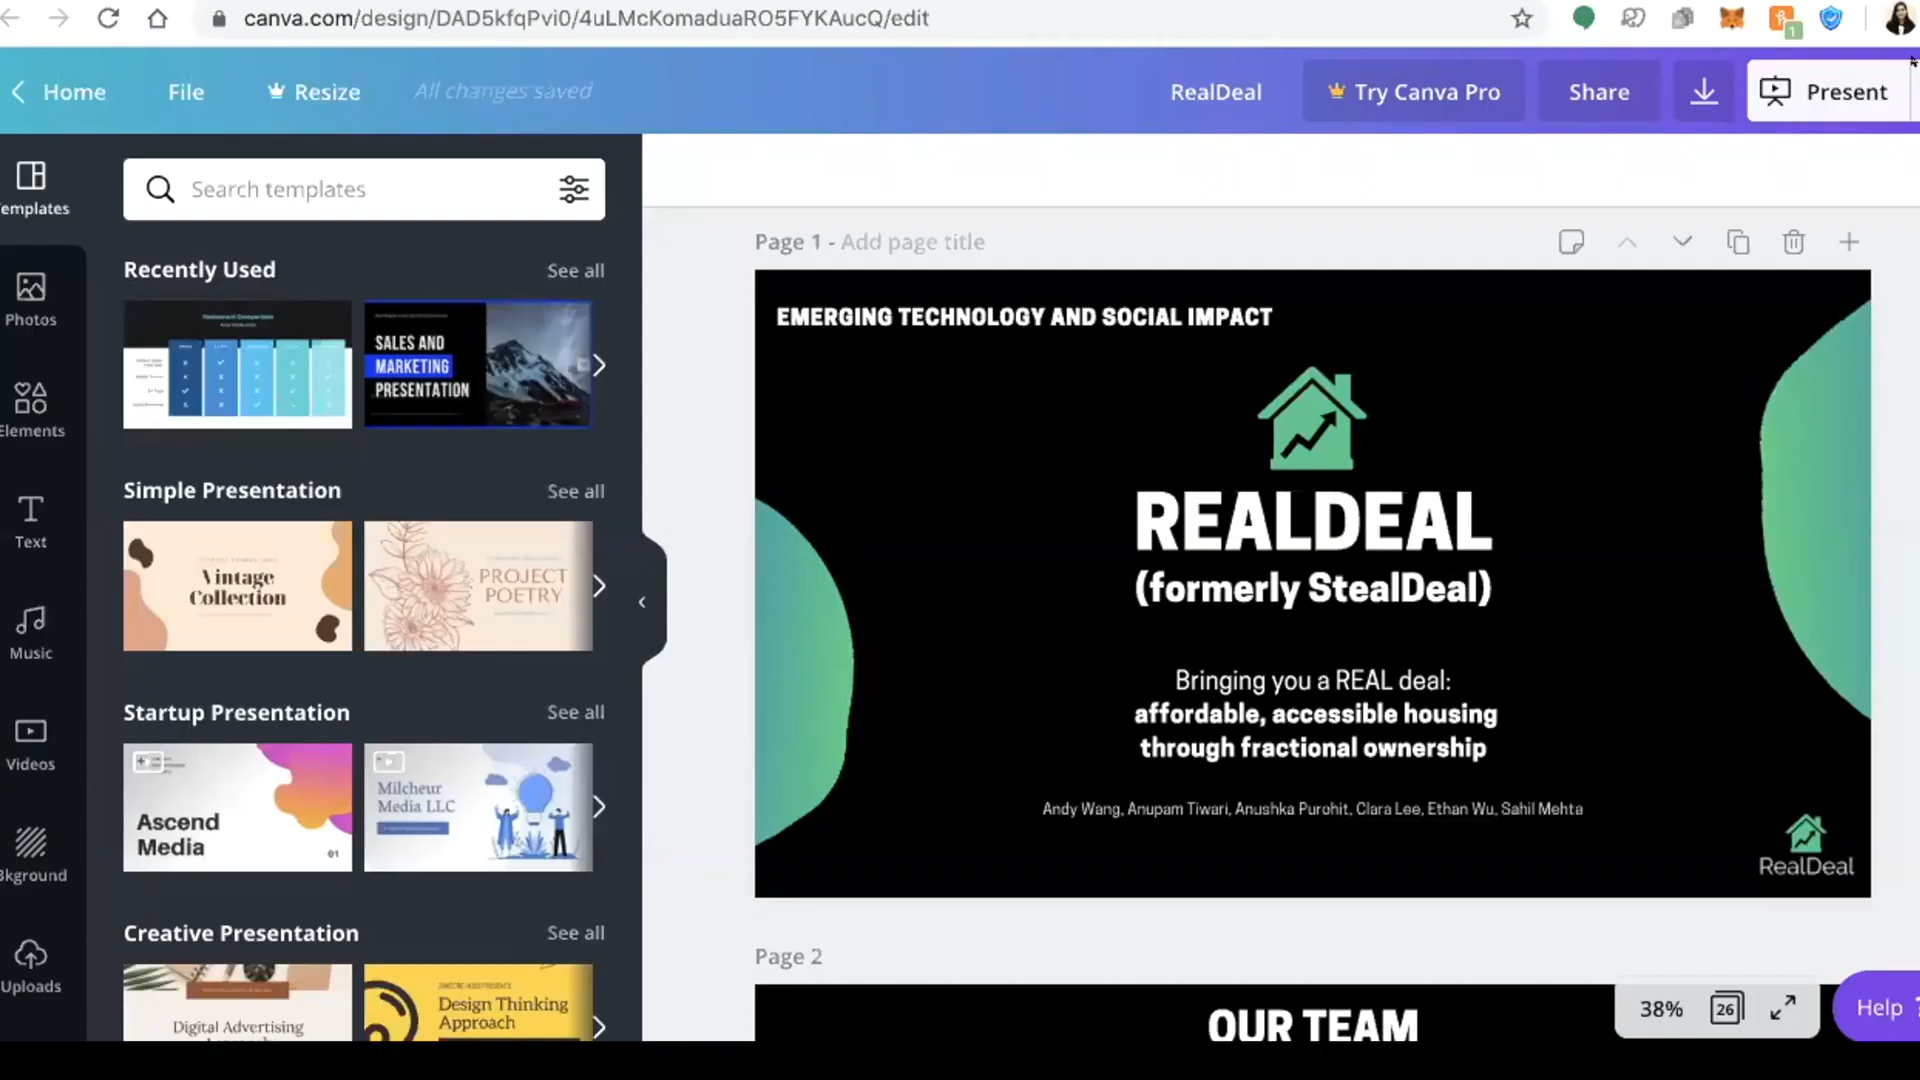 canva.com/design/DAD5kfqPvi0/4uLMcKomaduaRO5FYKAucQ/edit
1
Home
File
Resize
All changes saved
RealDeal
Try Canva Pro
Share
Present
emplates
Photos
Elements
Text
Music
Videos
Bkground
Uploads
Search templates
Recently Used
See all
SALES AND
MARKETING
PRESENTATION
Simple Presentation
See all
Vintage
Collection
PROJECT
POETRY
Startup Presentation
See all
Ascend
Media
01
Milcheur
Media LLC
Creative Presentation
See all
Digital Advertising
Design Thinking
Approach
Page 1 - Add page title
EMERGING TECHNOLOGY AND SOCIAL IMPACT
REALDEAL
(formerly StealDeal)
Bringing you a REAL deal:
affordable, accessible housing
through fractional ownership
Andy Wang, Anupam Tiwari, Anushka Purohit, Clara Lee, Ethan Wu, Sahil Mehta
RealDeal
Page 2
OUR TEAM
38%
26
Help ?